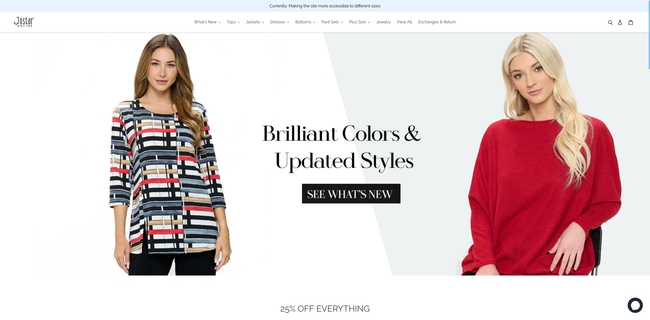 Currently, Making the site more accessible to different sizes
Jostar
What's New
Tops
Jackets
Dresses
Bottoms
Pant Sets
Plus Size
Jewelry
View All
Exchanges & Return
Brilliant Colors &
Updated Styles
SEE WHAT'S NEW
25% OFF EVERYTHING